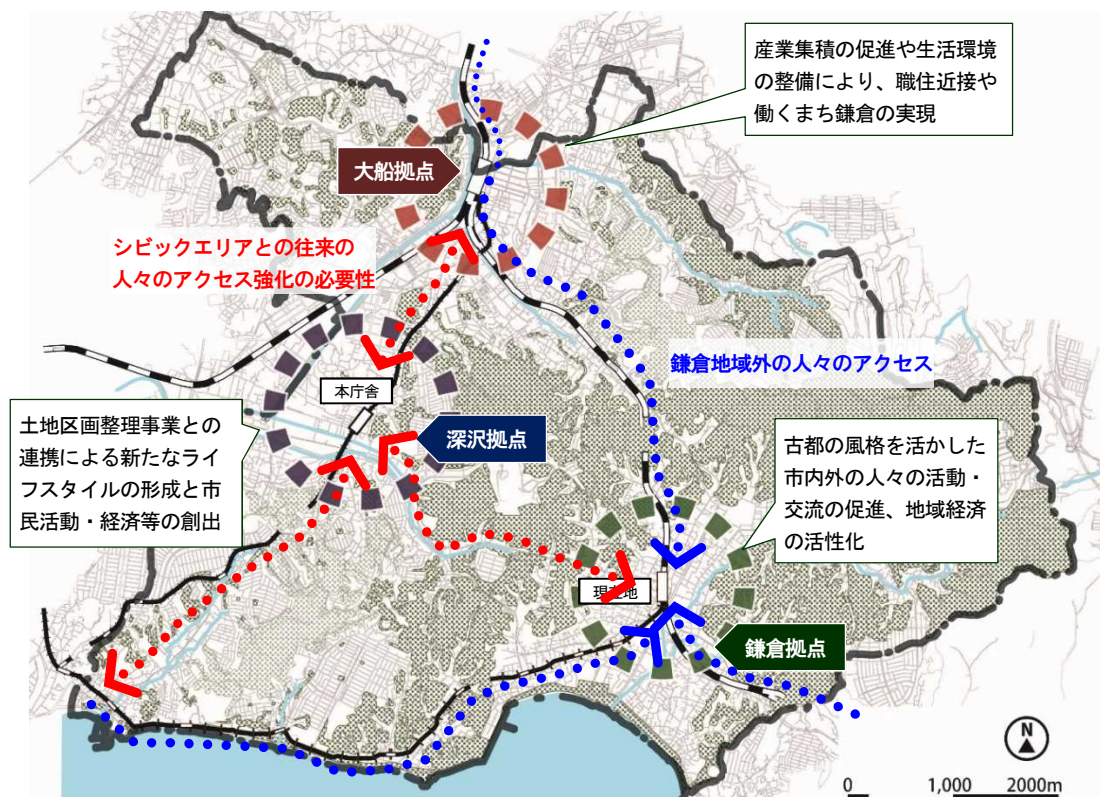 産業集積の促進や生活環境
の整備により、職住近接や
働くまち鎌倉の実現
大船拠点
シビックエリアとの往来の
人々のアクセス強化の必要性
鎌倉地域外の人々のアクセス
本庁舎
土地区画整理事業との
連携による新たなライ
フスタイルの形成と市
民活動・経済等の創出
深沢拠点
古都の風格を活かした
市内外の人々の活動・
交流の促進、地域経済
の活性化
現在地
鎌倉拠点
N
0 1,000 2000m